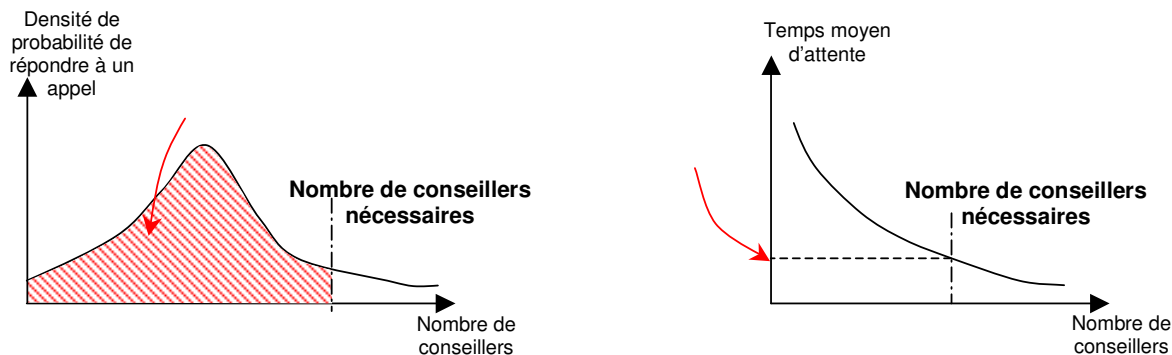 Densité de
probabilité de
répondre à un
appel
Nombre de conseillers
nécessaires
Nombre de
conseillers
Temps moyen
d'attente
Nombre de conseillers
nécessaires
Nombre de
conseillers